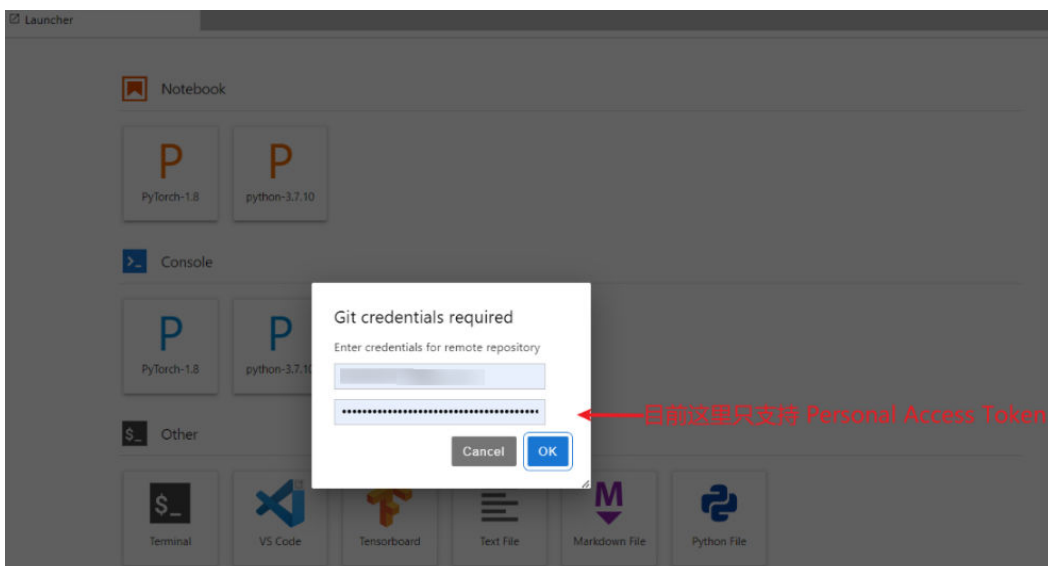 Launcher
Notebook
P
P
PyTorch-1.8
python-3.7.10
Console
P
P
PyTorch-1.8
python-3.7.10
Git credentials required
Enter credentials for remote repository
目前这里只支持 Personal Access Token
Cancel
OK
$_ Other
$_
M
Terminal
VS Code
Tensorboard
Text File
Markdown File
Python File